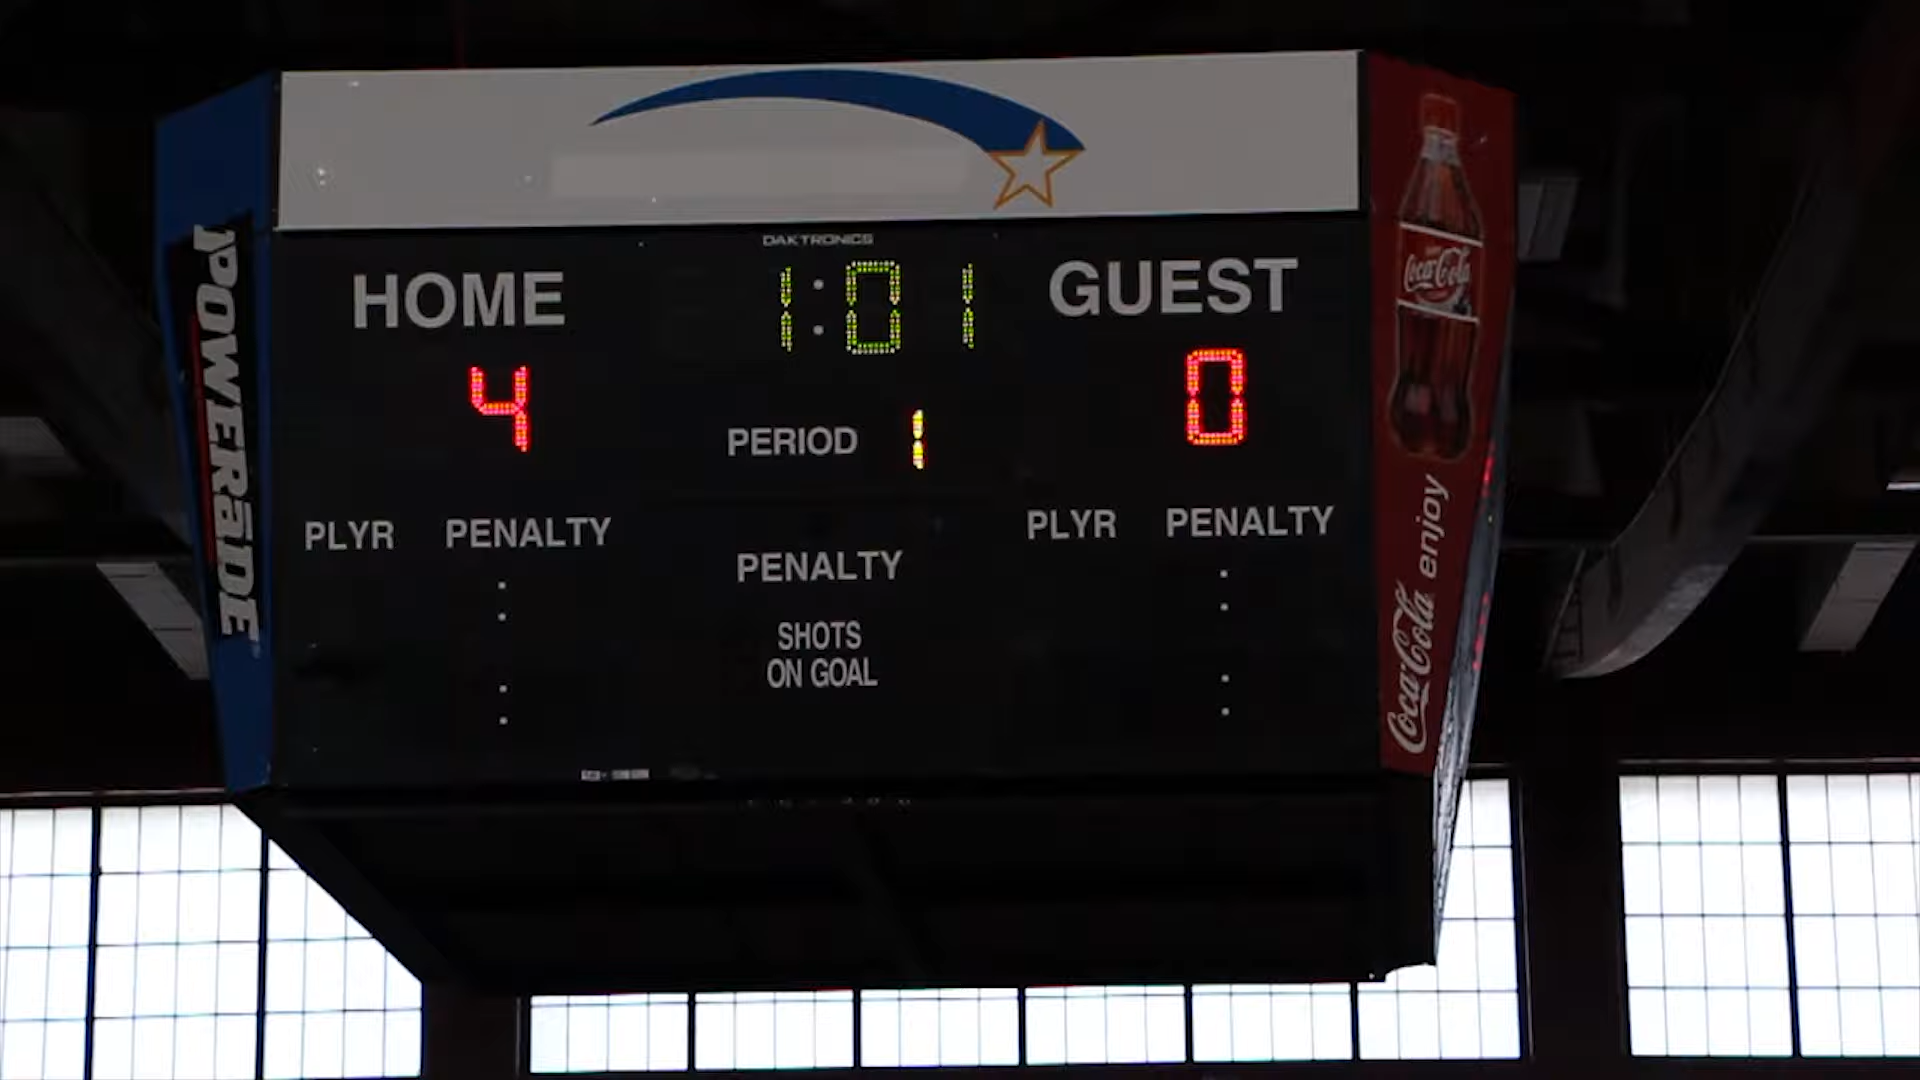 DAKTRONICS
HOME
1:01
GUEST
4
PERIOD 1
0
PLYR PENALTY
PENALTY
SHOTS
ON GOAL
PLYR PENALTY
POWERāDE
Coca-Cola
Coca-Cola enjoy